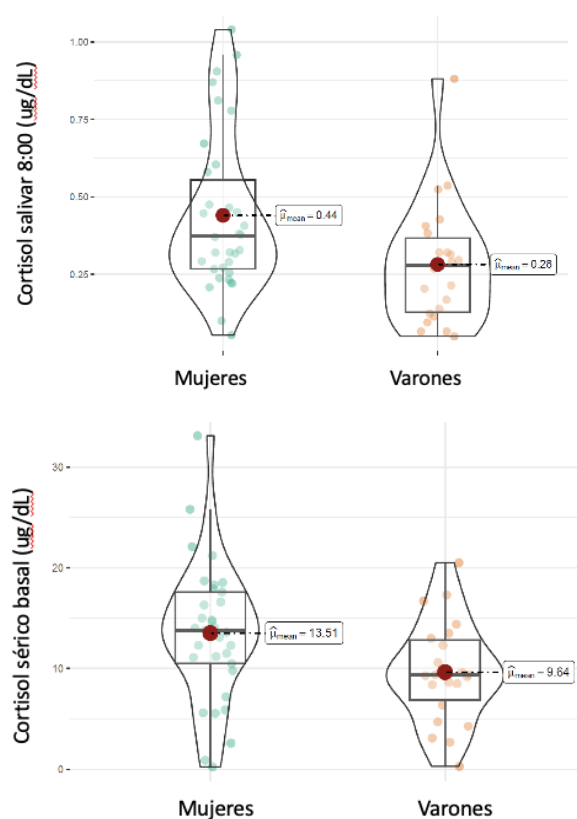 Cortisol salivar 8:00 (ug/dL)
1.00
0.75
0.50
0.25
μ̂mean = 0.44
μ̂mean = 0.28
Mujeres Varones
Cortisol sérico basal (ug/dL)
30
20
10
0
μ̂mean = 13.51
μ̂mean = 9.64
Mujeres Varones